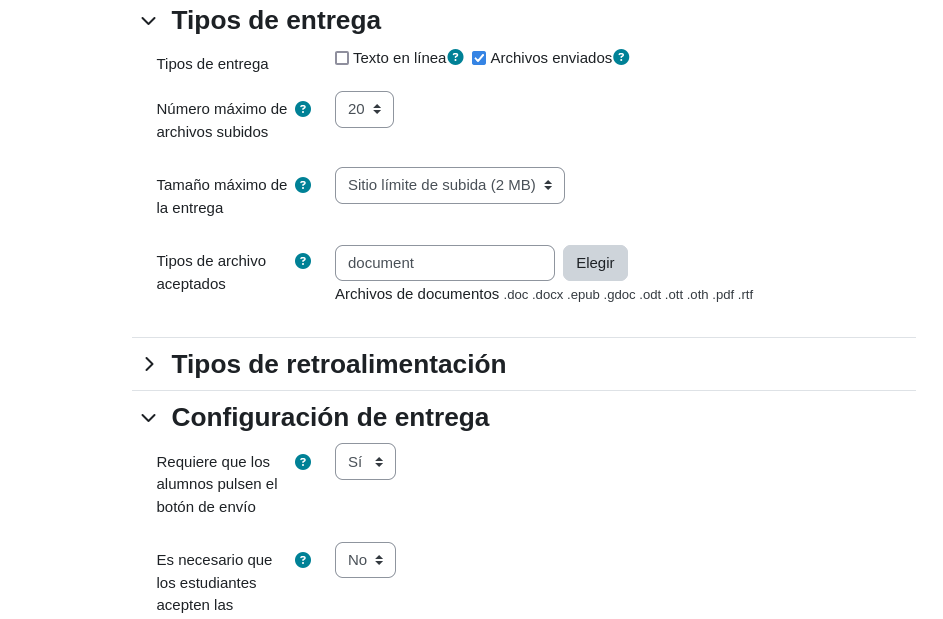 Tipos de entrega
Tipos de entrega
Texto en línea ? Archivos enviados ?
Número máximo de ?
archivos subidos
20
Tamaño máximo de ?
la entrega
Sitio límite de subida (2 MB)
Tipos de archivo ?
aceptados
document Elegir
Archivos de documentos .doc .docx .epub .gdoc .odt .ott .oth .pdf .rtf
Tipos de retroalimentación
Configuración de entrega
Requiere que los ?
alumnos pulsen el
botón de envío
Sí
Es necesario que ?
los estudiantes
acepten las
No